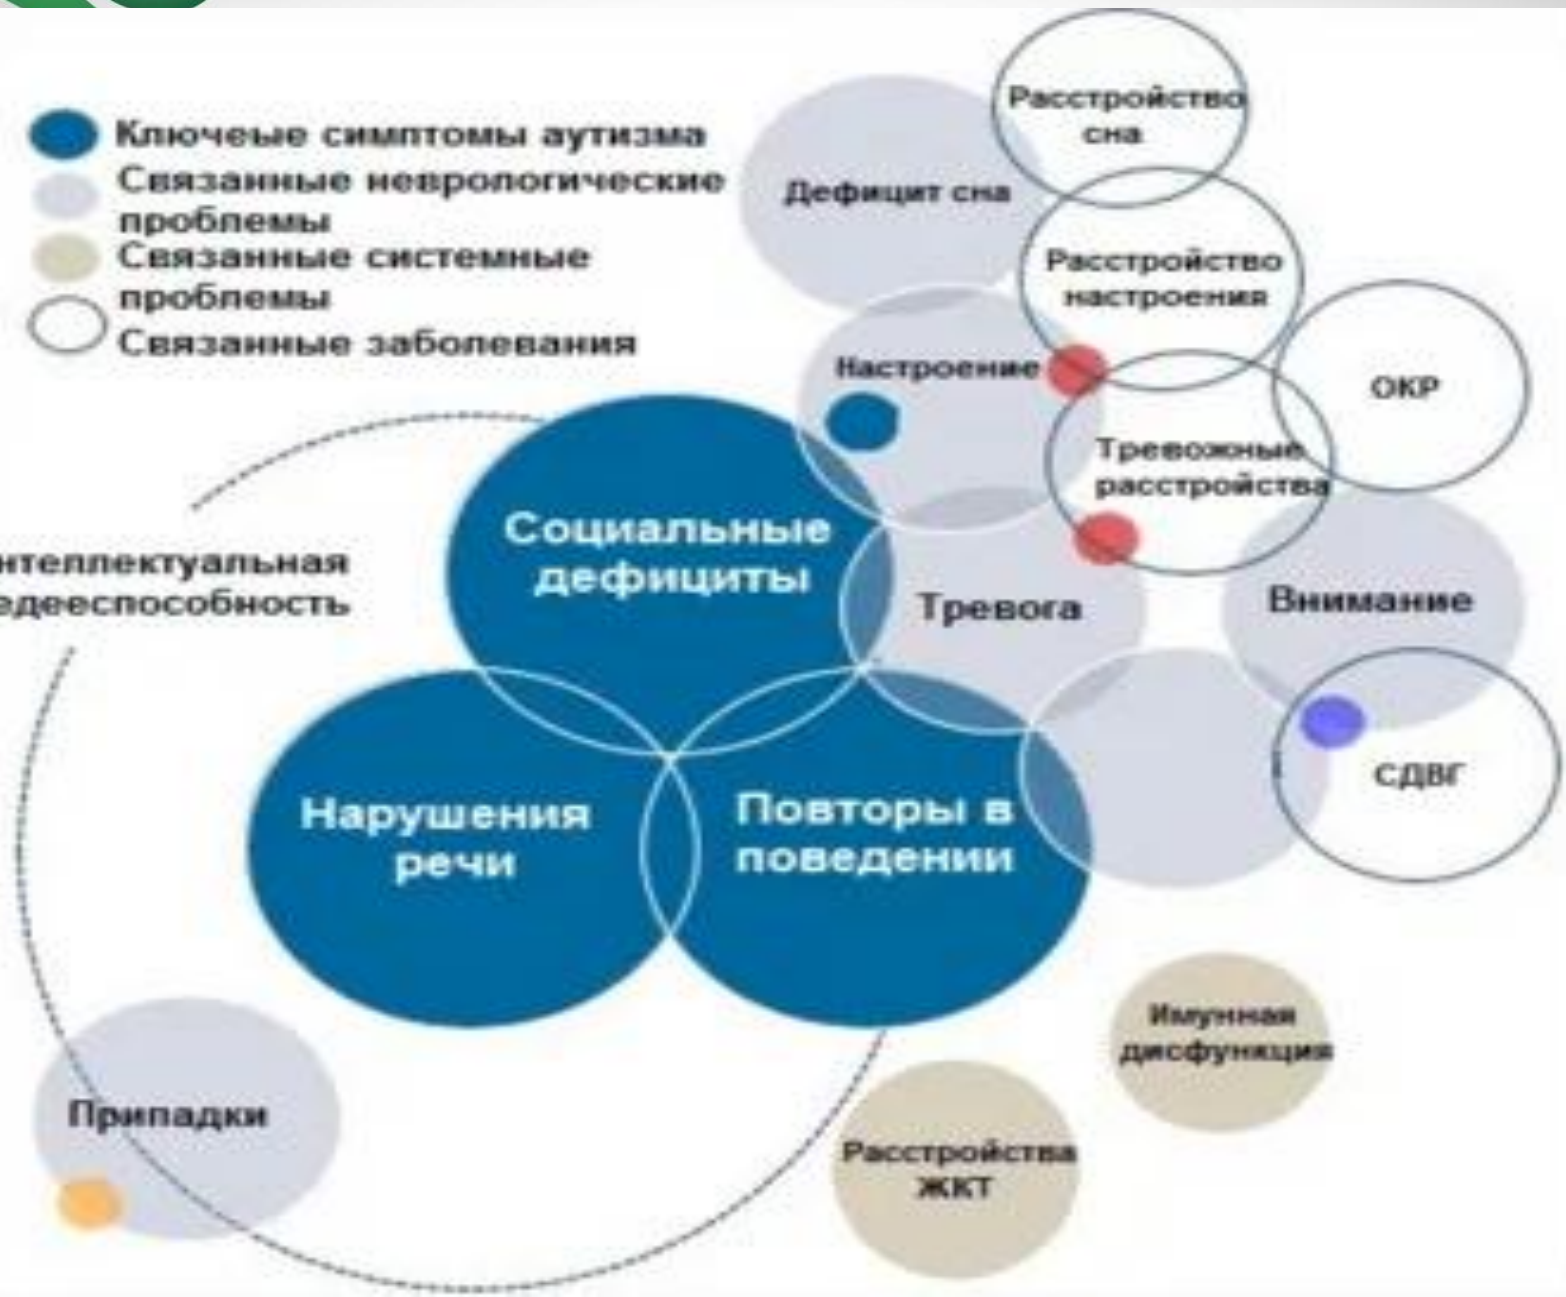 Ключеые симптомы аутизма
Связанные неврологические
проблемы
Связанные системные
проблемы
Связанные заболевания
Расстройство
сна
Дефицит сна
Расстройство
настроения
Настроение
ОКР
Тревожные
расстройства
Социальные
дефициты
нтеллектуальная
едееспособность
Тревога
Внимание
СДВГ
Нарушения
речи
Повторы в
поведении
Имунная
дисфункция
Припадки
Расстройства
ЖКТ